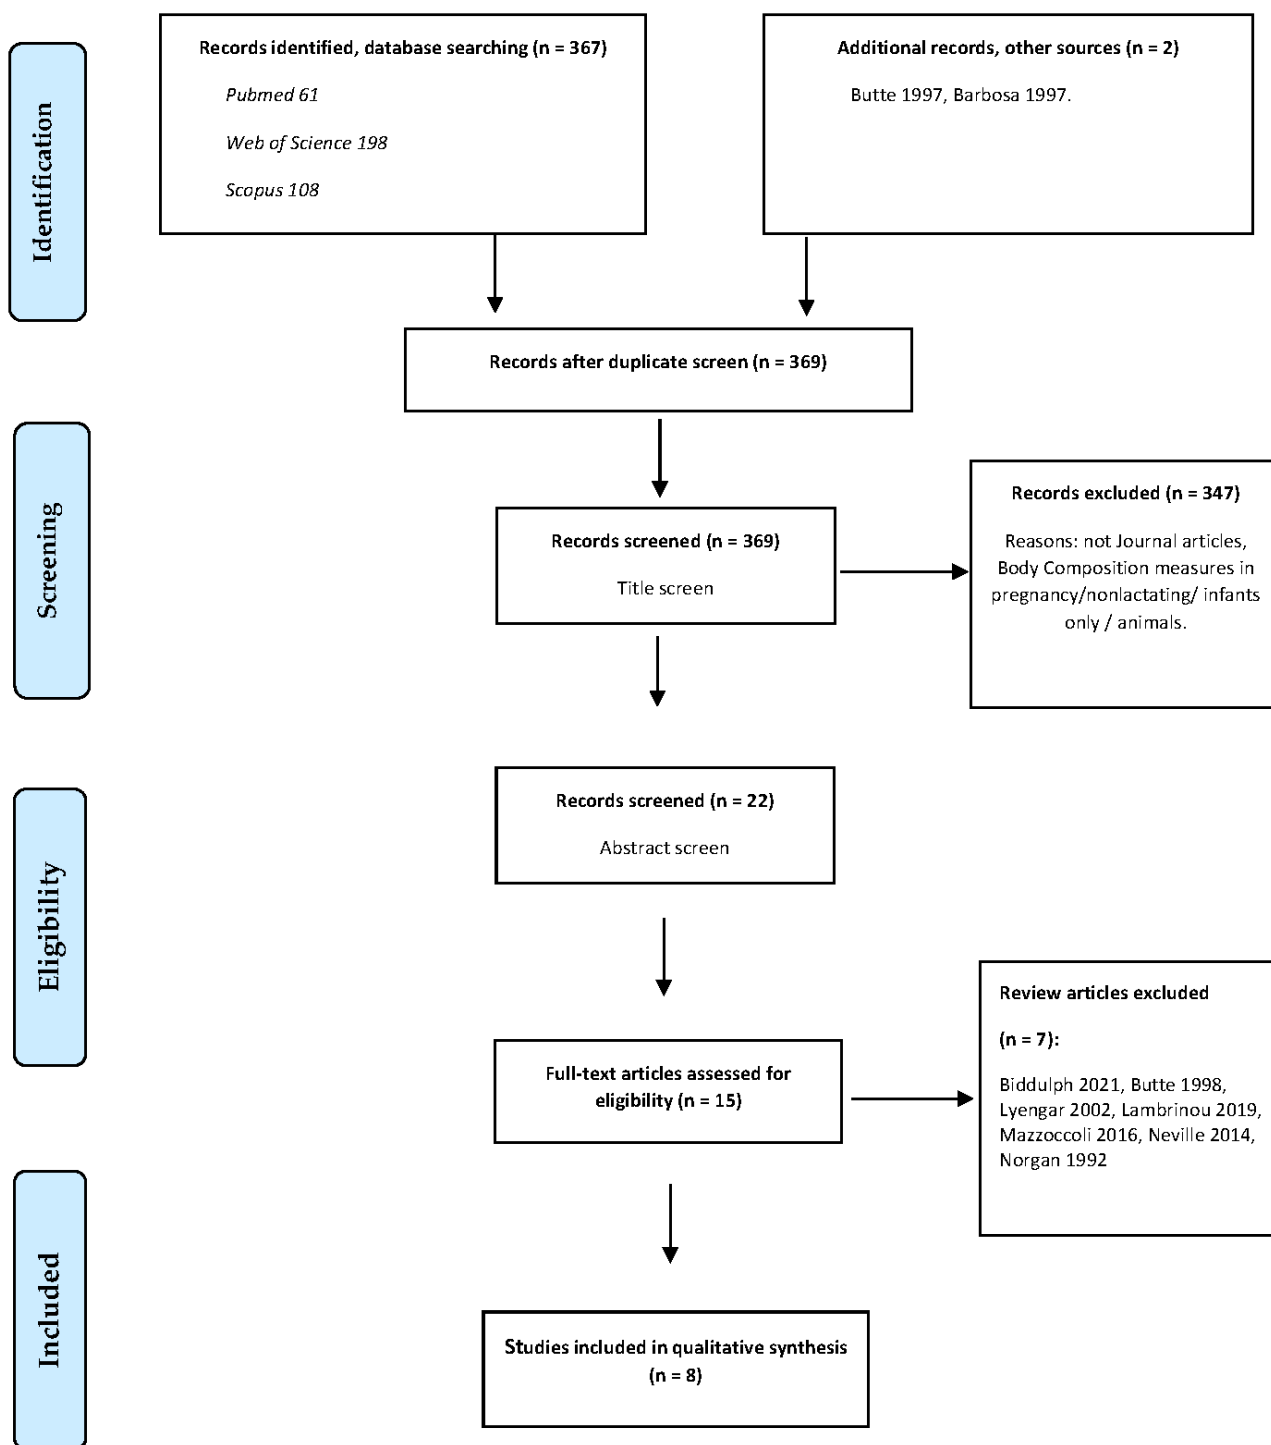 Identification
Records identified, database searching (n = 367)
Pubmed 61
Web of Science 198
Scopus 108
Additional records, other sources (n = 2)
Butte 1997, Barbosa 1997.
Records after duplicate screen (n = 369)
Screening
Records screened (n = 369)
Title screen
Records excluded (n = 347)
Reasons: not Journal articles,
Body Composition measures in
pregnancy/nonlactating/ infants
only / animals.
Eligibility
Records screened (n = 22)
Abstract screen
Full-text articles assessed for
eligibility (n = 15)
Review articles excluded
(n = 7):
Biddulph 2021, Butte 1998,
Lyengar 2002, Lambrinou 2019,
Mazzoccoli 2016, Neville 2014,
Norgan 1992
Included
Studies included in qualitative synthesis
(n = 8)